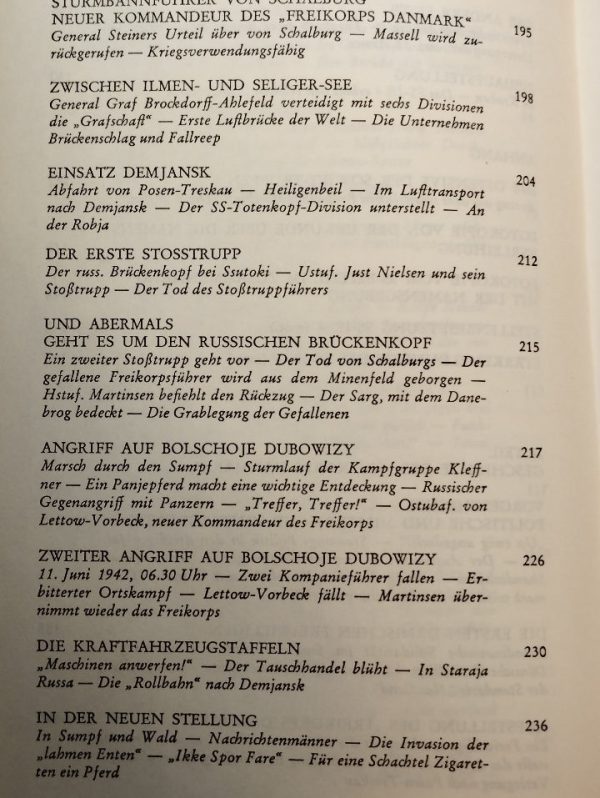 STURMBANNFÜHRER VON SCHALBURG
NEUER KOMMANDEUR DES „FREIKORPS DANMARK“ 195
General Steiners Urteil über von Schalburg — Massell wird zu-
rückgerufen — Kriegsverwendungsfähig
ZWISCHEN ILMEN- UND SELIGER-SEE 198
General Graf Brockdorff-Ahlefeld verteidigt mit sechs Divisionen
die „Grafschaft“ — Erste Luftbrücke der Welt — Die Unternehmen
Brückenschlag und Fallreep
EINSATZ DEMJANSK 204
Abfahrt von Posen-Treskau — Heiligenbeil — Im Lufttransport
nach Demjansk — Der SS-Totenkopf-Division unterstellt — An
der Robja
DER ERSTE STOSSTRUPP 212
Der russ. Brückenkopf bei Ssutoki — Ustuf. Just Nielsen und sein
Stoßtrupp — Der Tod des Stoßtruppführers
UND ABERMALS
GEHT ES UM DEN RUSSISCHEN BRÜCKENKOPF 215
Ein zweiter Stoßtrupp geht vor — Der Tod von Schalburgs — Der
gefallene Freikorpsführer wird aus dem Minenfeld geborgen —
Hstuf. Martinsen befiehlt den Rückzug — Der Sarg, mit dem Dane-
brog bedeckt — Die Grablegung der Gefallenen
ANGRIFF AUF BOLSCHOJE DUBOWIZY 217
Marsch durch den Sumpf — Sturmlauf der Kampfgruppe Kleff-
ner — Ein Panjepferd macht eine wichtige Entdeckung — Russischer
Gegenangriff mit Panzern — „Treffer, Treffer!“ — Ostubaf. von
Lettow-Vorbeck, neuer Kommandeur des Freikorps
ZWEITER ANGRIFF AUF BOLSCHOJE DUBOWIZY 226
11. Juni 1942, 06.30 Uhr — Zwei Kompanieführer fallen — Er-
bitterter Ortskampf — Lettow-Vorbeck fällt — Martinsen über-
nimmt wieder das Freikorps
DIE KRAFTFAHRZEUGSTAFFELN 230
„Maschinen anwerfen!“ — Der Tauschhandel blüht — In Staraja
Russa — Die „Rollbahn“ nach Demjansk
IN DER NEUEN STELLUNG 236
In Sumpf und Wald — Nachrichtenmänner — Die Invasion der
„lahmen Enten“ — „Ikke Spor Fare“ — Für eine Schachtel Zigaret-
ten ein Pferd